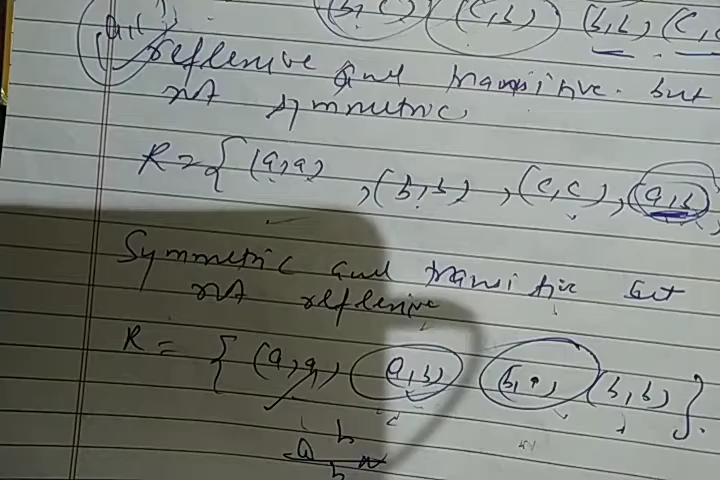 (b, c) (c, b) (b, b) (c, c
reflexive and transitive. but
not symmetric
R = { (a, a) , (b, b) , (c, c) , (a, b) ,
Symmetric and transitive but
not reflexive
R = { (a, a) (a, b) (b, a) (b, b) }.